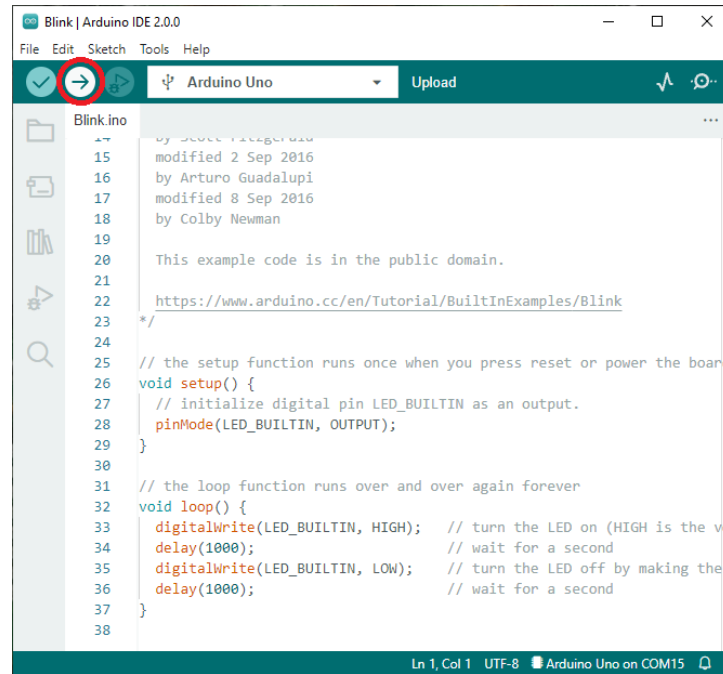 Blink | Arduino IDE 2.0.0
File Edit Sketch Tools Help
Arduino Uno
Upload
Blink.ino
14 by Scott Fitzgerald
15 modified 2 Sep 2016
16 by Arturo Guadalupi
17 modified 8 Sep 2016
18 by Colby Newman
19
20 This example code is in the public domain.
21
22 https://www.arduino.cc/en/Tutorial/BuiltInExamples/Blink
23 */
24
25 // the setup function runs once when you press reset or power the boar
26 void setup() {
27 // initialize digital pin LED_BUILTIN as an output.
28 pinMode(LED_BUILTIN, OUTPUT);
29 }
30
31 // the loop function runs over and over again forever
32 void loop() {
33 digitalWrite(LED_BUILTIN, HIGH); // turn the LED on (HIGH is the v
34 delay(1000); // wait for a second
35 digitalWrite(LED_BUILTIN, LOW); // turn the LED off by making the
36 delay(1000); // wait for a second
37 }
38
Ln 1, Col 1 UTF-8 Arduino Uno on COM15